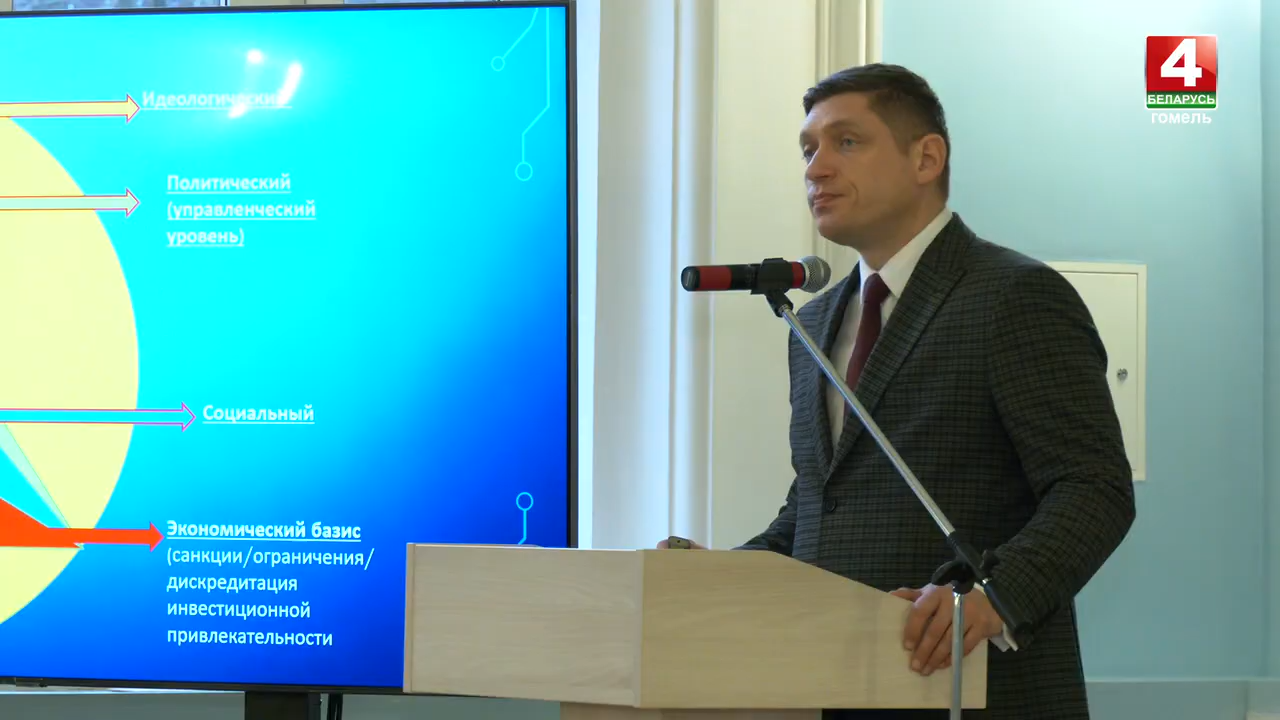 Идеологический
Политический
(управленческий
уровень)
Социальный
Экономический базис
(санкции/ограничения/
дискредитация
инвестиционной
привлекательности
4
БЕЛАРУСЬ
гомель